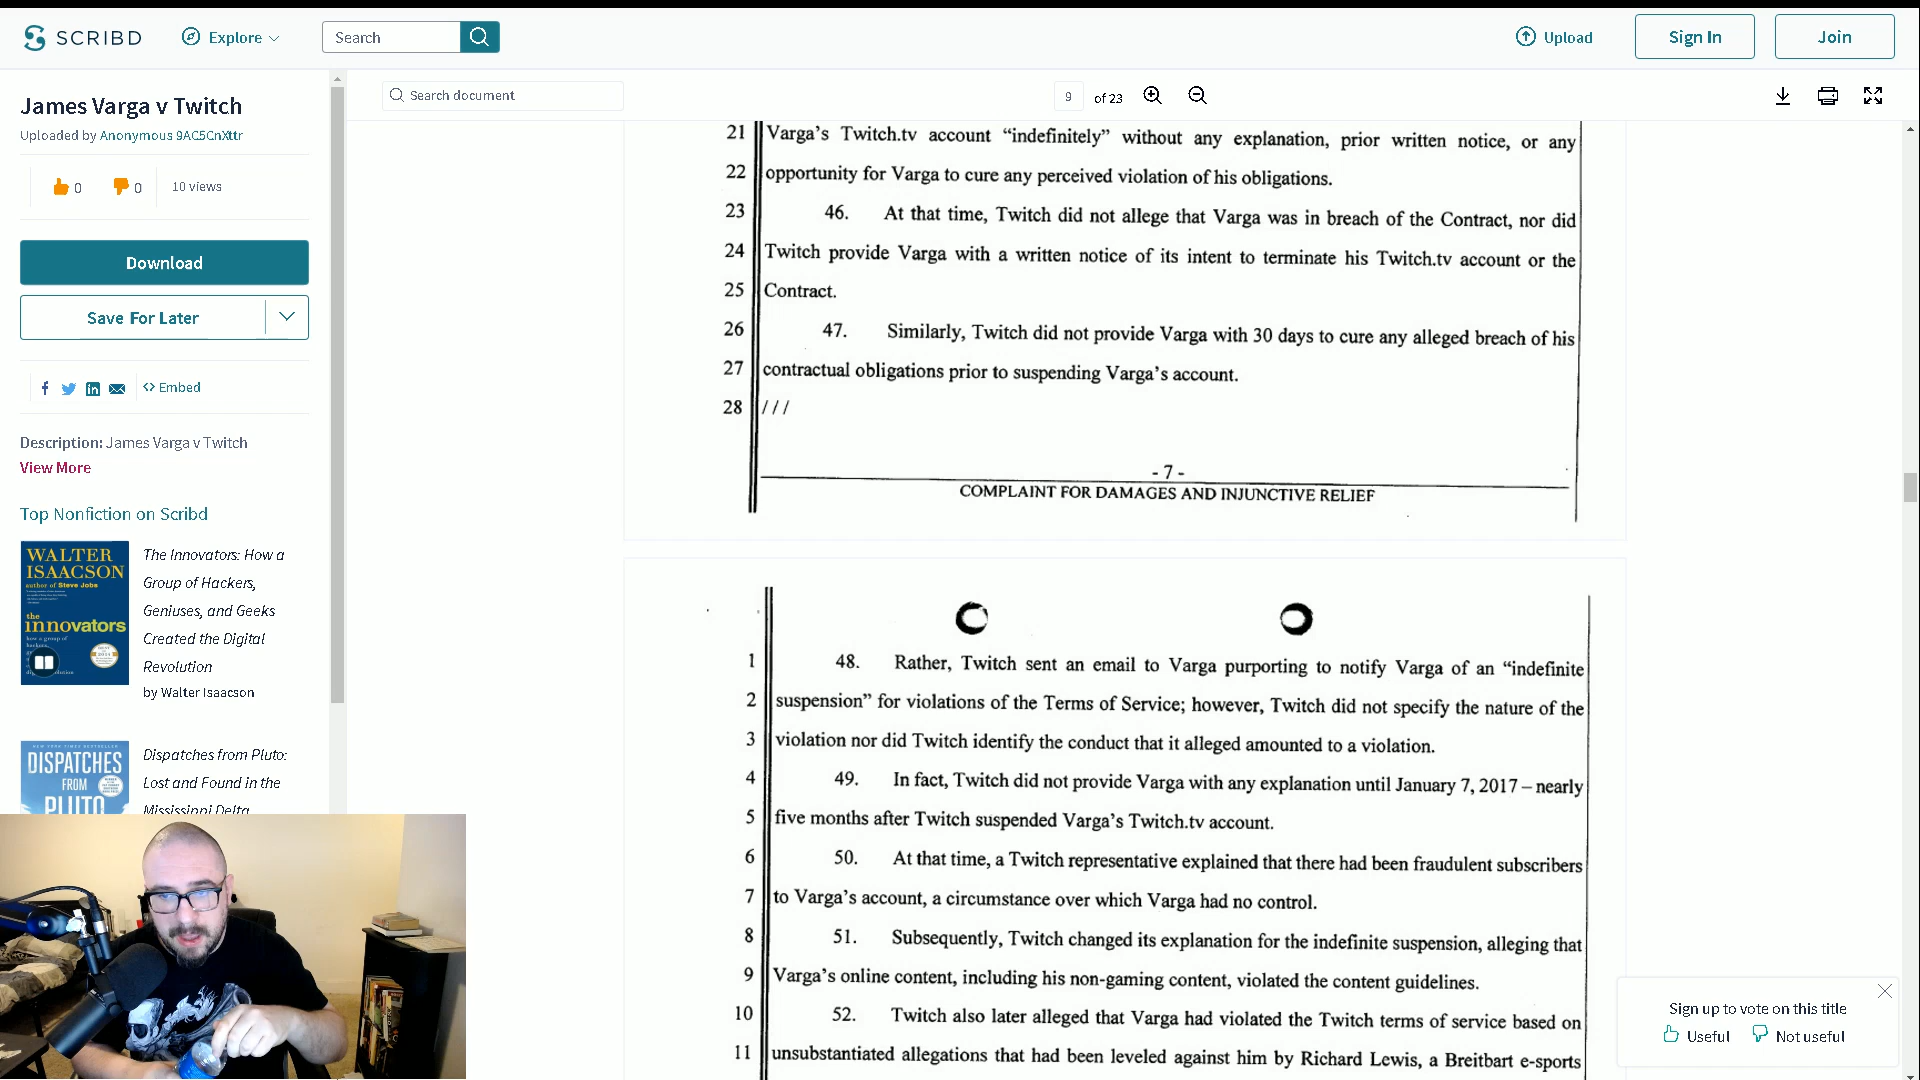 SCRIBD
Explore
Search
Upload
Sign In
Join
James Varga v Twitch
Uploaded by Anonymous 9AC5CnXttr
0
0
10 views
Download
Save For Later
<> Embed
Description: James Varga v Twitch
View More
Top Nonfiction on Scribd
WALTER
ISAACSON
author of Steve Jobs
the
innovators
The Innovators: How a
Group of Hackers,
Geniuses, and Geeks
Created the Digital
Revolution
by Walter Isaacson
DISPATCHES
FROM
PLUTO
Dispatches from Pluto:
Lost and Found in the
Mississippi Delta
Search document
9 of 23
21 Varga's Twitch.tv account “indefinitely” without any explanation, prior written notice, or any
22 opportunity for Varga to cure any perceived violation of his obligations.
23 46. At that time, Twitch did not allege that Varga was in breach of the Contract, nor did
24 Twitch provide Varga with a written notice of its intent to terminate his Twitch.tv account or the
25 Contract.
26 47. Similarly, Twitch did not provide Varga with 30 days to cure any alleged breach of his
27 contractual obligations prior to suspending Varga's account.
28 ///
- 7 -
COMPLAINT FOR DAMAGES AND INJUNCTIVE RELIEF
1 48. Rather, Twitch sent an email to Varga purporting to notify Varga of an “indefinite
2 suspension” for violations of the Terms of Service; however, Twitch did not specify the nature of the
3 violation nor did Twitch identify the conduct that it alleged amounted to a violation.
4 49. In fact, Twitch did not provide Varga with any explanation until January 7, 2017 – nearly
5 five months after Twitch suspended Varga's Twitch.tv account.
6 50. At that time, a Twitch representative explained that there had been fraudulent subscribers
7 to Varga's account, a circumstance over which Varga had no control.
8 51. Subsequently, Twitch changed its explanation for the indefinite suspension, alleging that
9 Varga's online content, including his non-gaming content, violated the content guidelines.
10 52. Twitch also later alleged that Varga had violated the Twitch terms of service based on
11 unsubstantiated allegations that had been leveled against him by Richard Lewis, a Breitbart e-sports
Sign up to vote on this title
Useful
Not useful